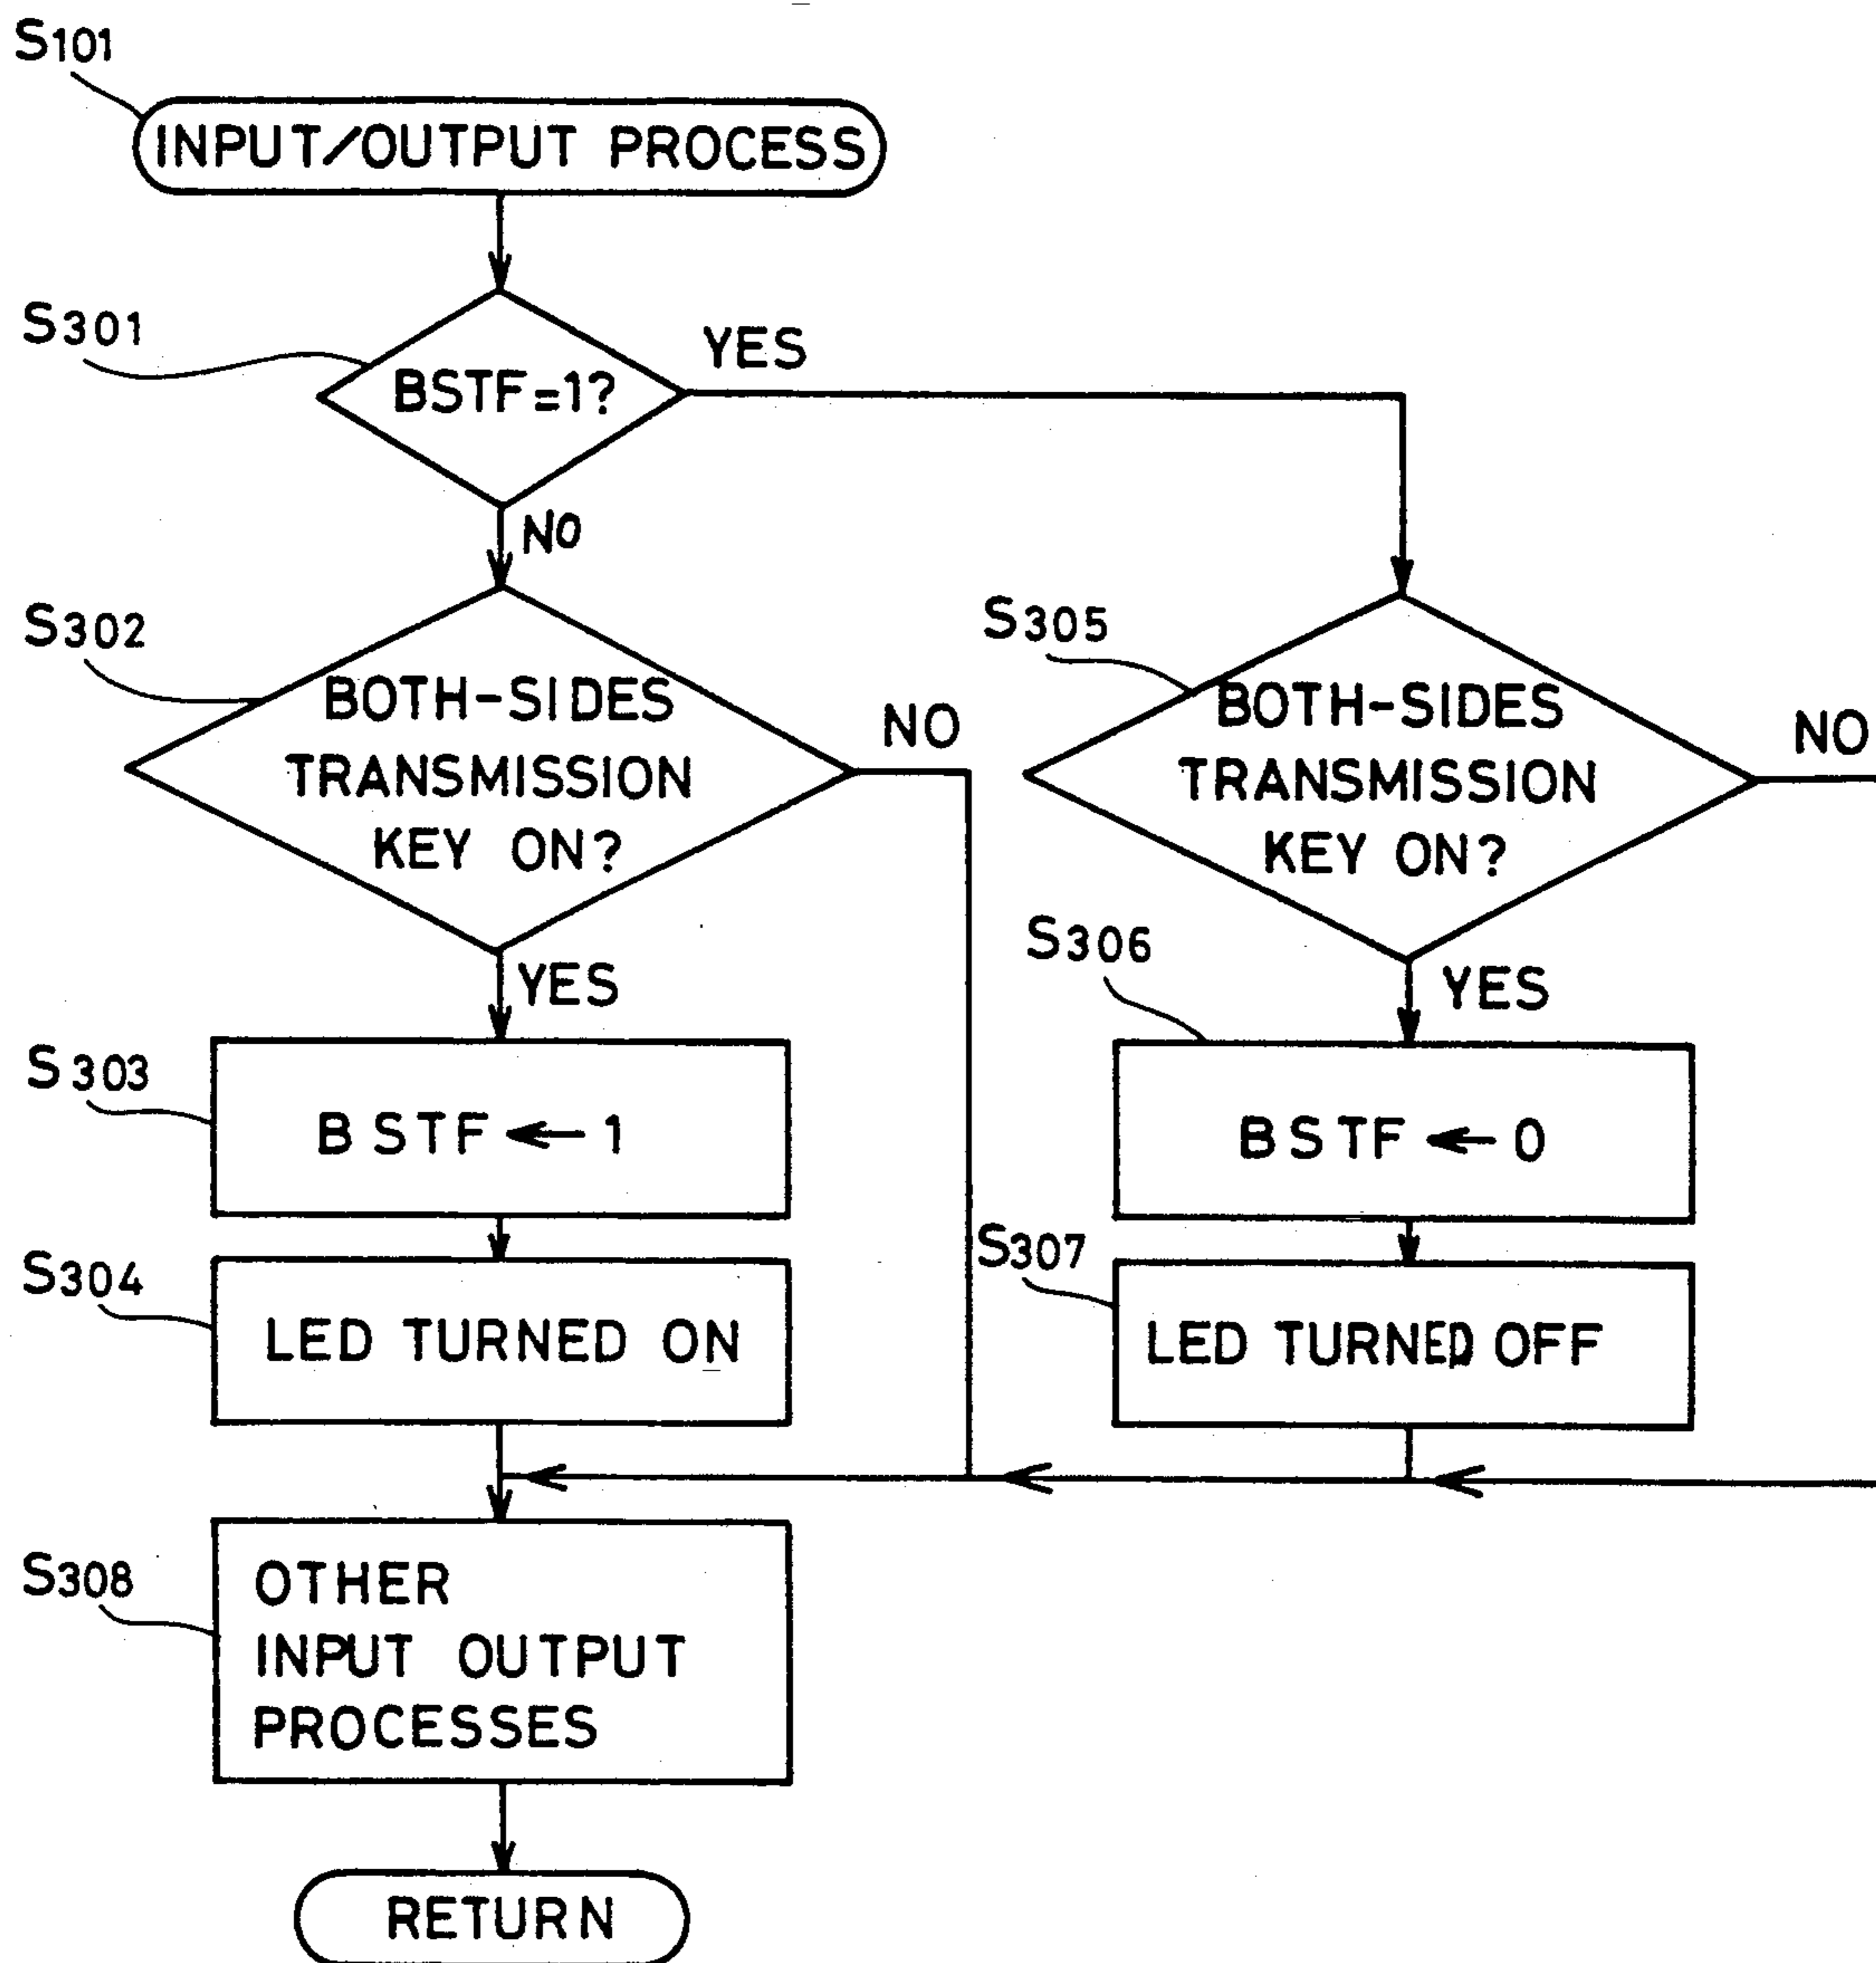 S101
INPUT/OUTPUT PROCESS
S301
BSTF=1?
YES
NO
S302
BOTH-SIDES
TRANSMISSION
KEY ON?
NO
YES
S303
BSTF ← 1
S304
LED TURNED ON
S305
BOTH-SIDES
TRANSMISSION
KEY ON?
NO
YES
S306
BSTF ← 0
S307
LED TURNED OFF
S308
OTHER
INPUT OUTPUT
PROCESSES
RETURN